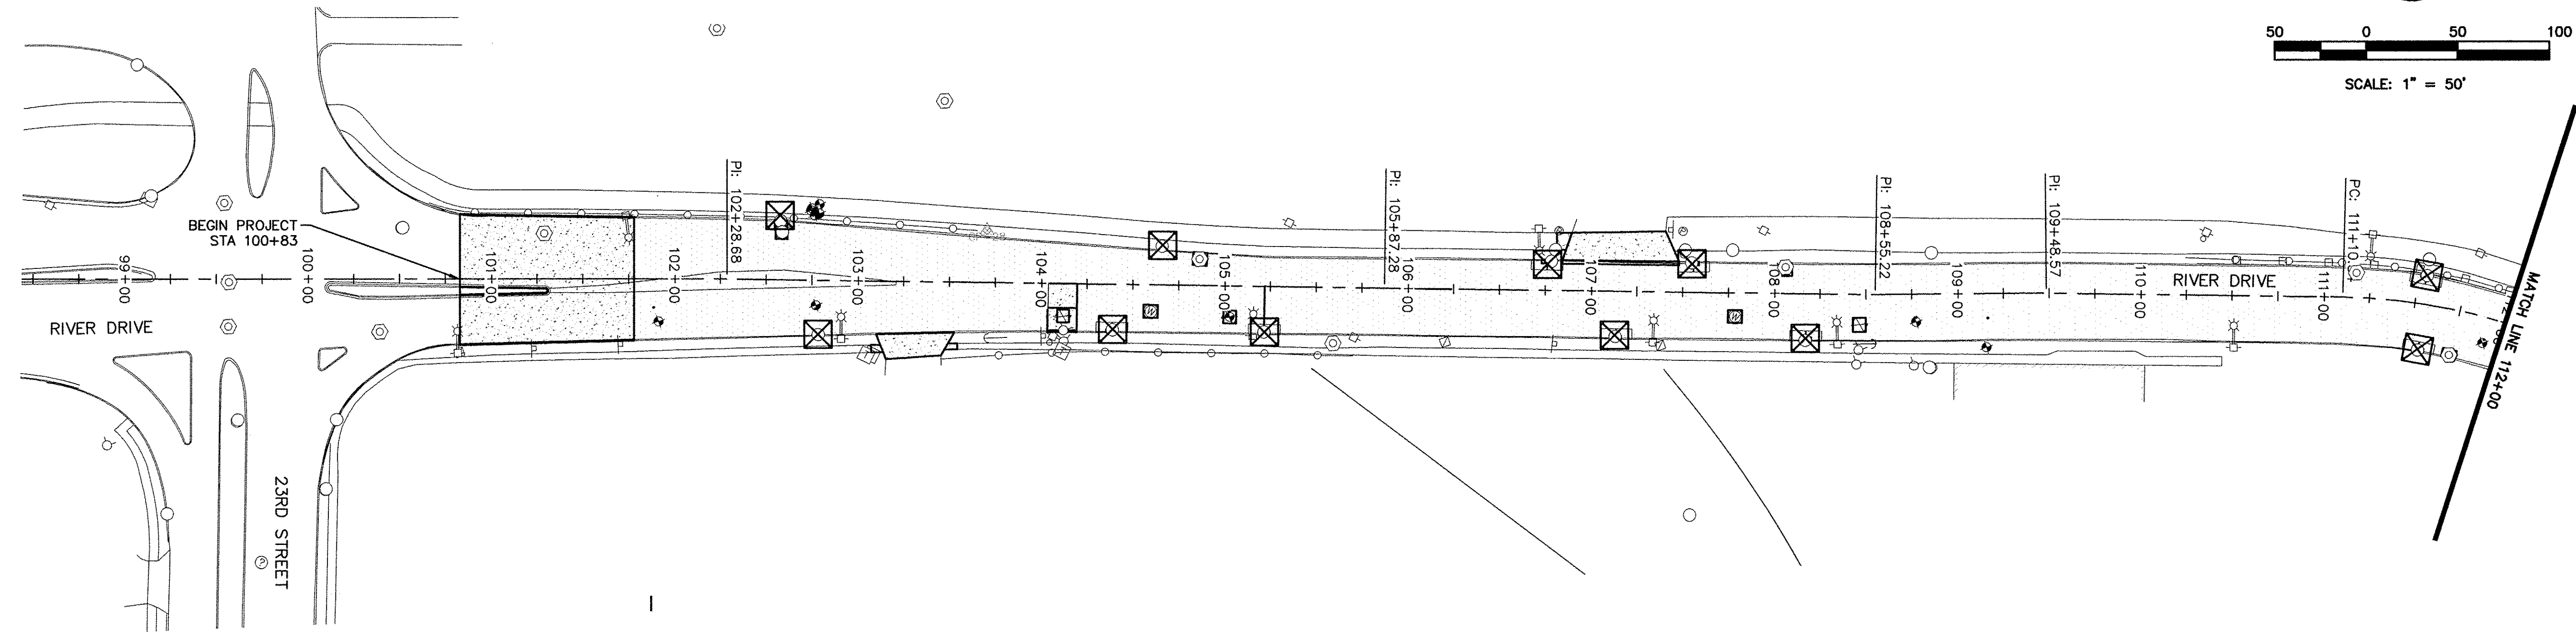 50 0 50 100
SCALE: 1" = 50'
BEGIN PROJECT
STA 100+83
RIVER DRIVE
23RD STREET
99+00
100+00
101+00
102+00
PI: 102+28.68
103+00
104+00
105+00
PI: 105+87.28
106+00
107+00
108+00
PI: 108+55.22
109+00
PI: 109+48.57
110+00
RIVER DRIVE
111+00
PC: 111+10.
MATCH LINE 112+00